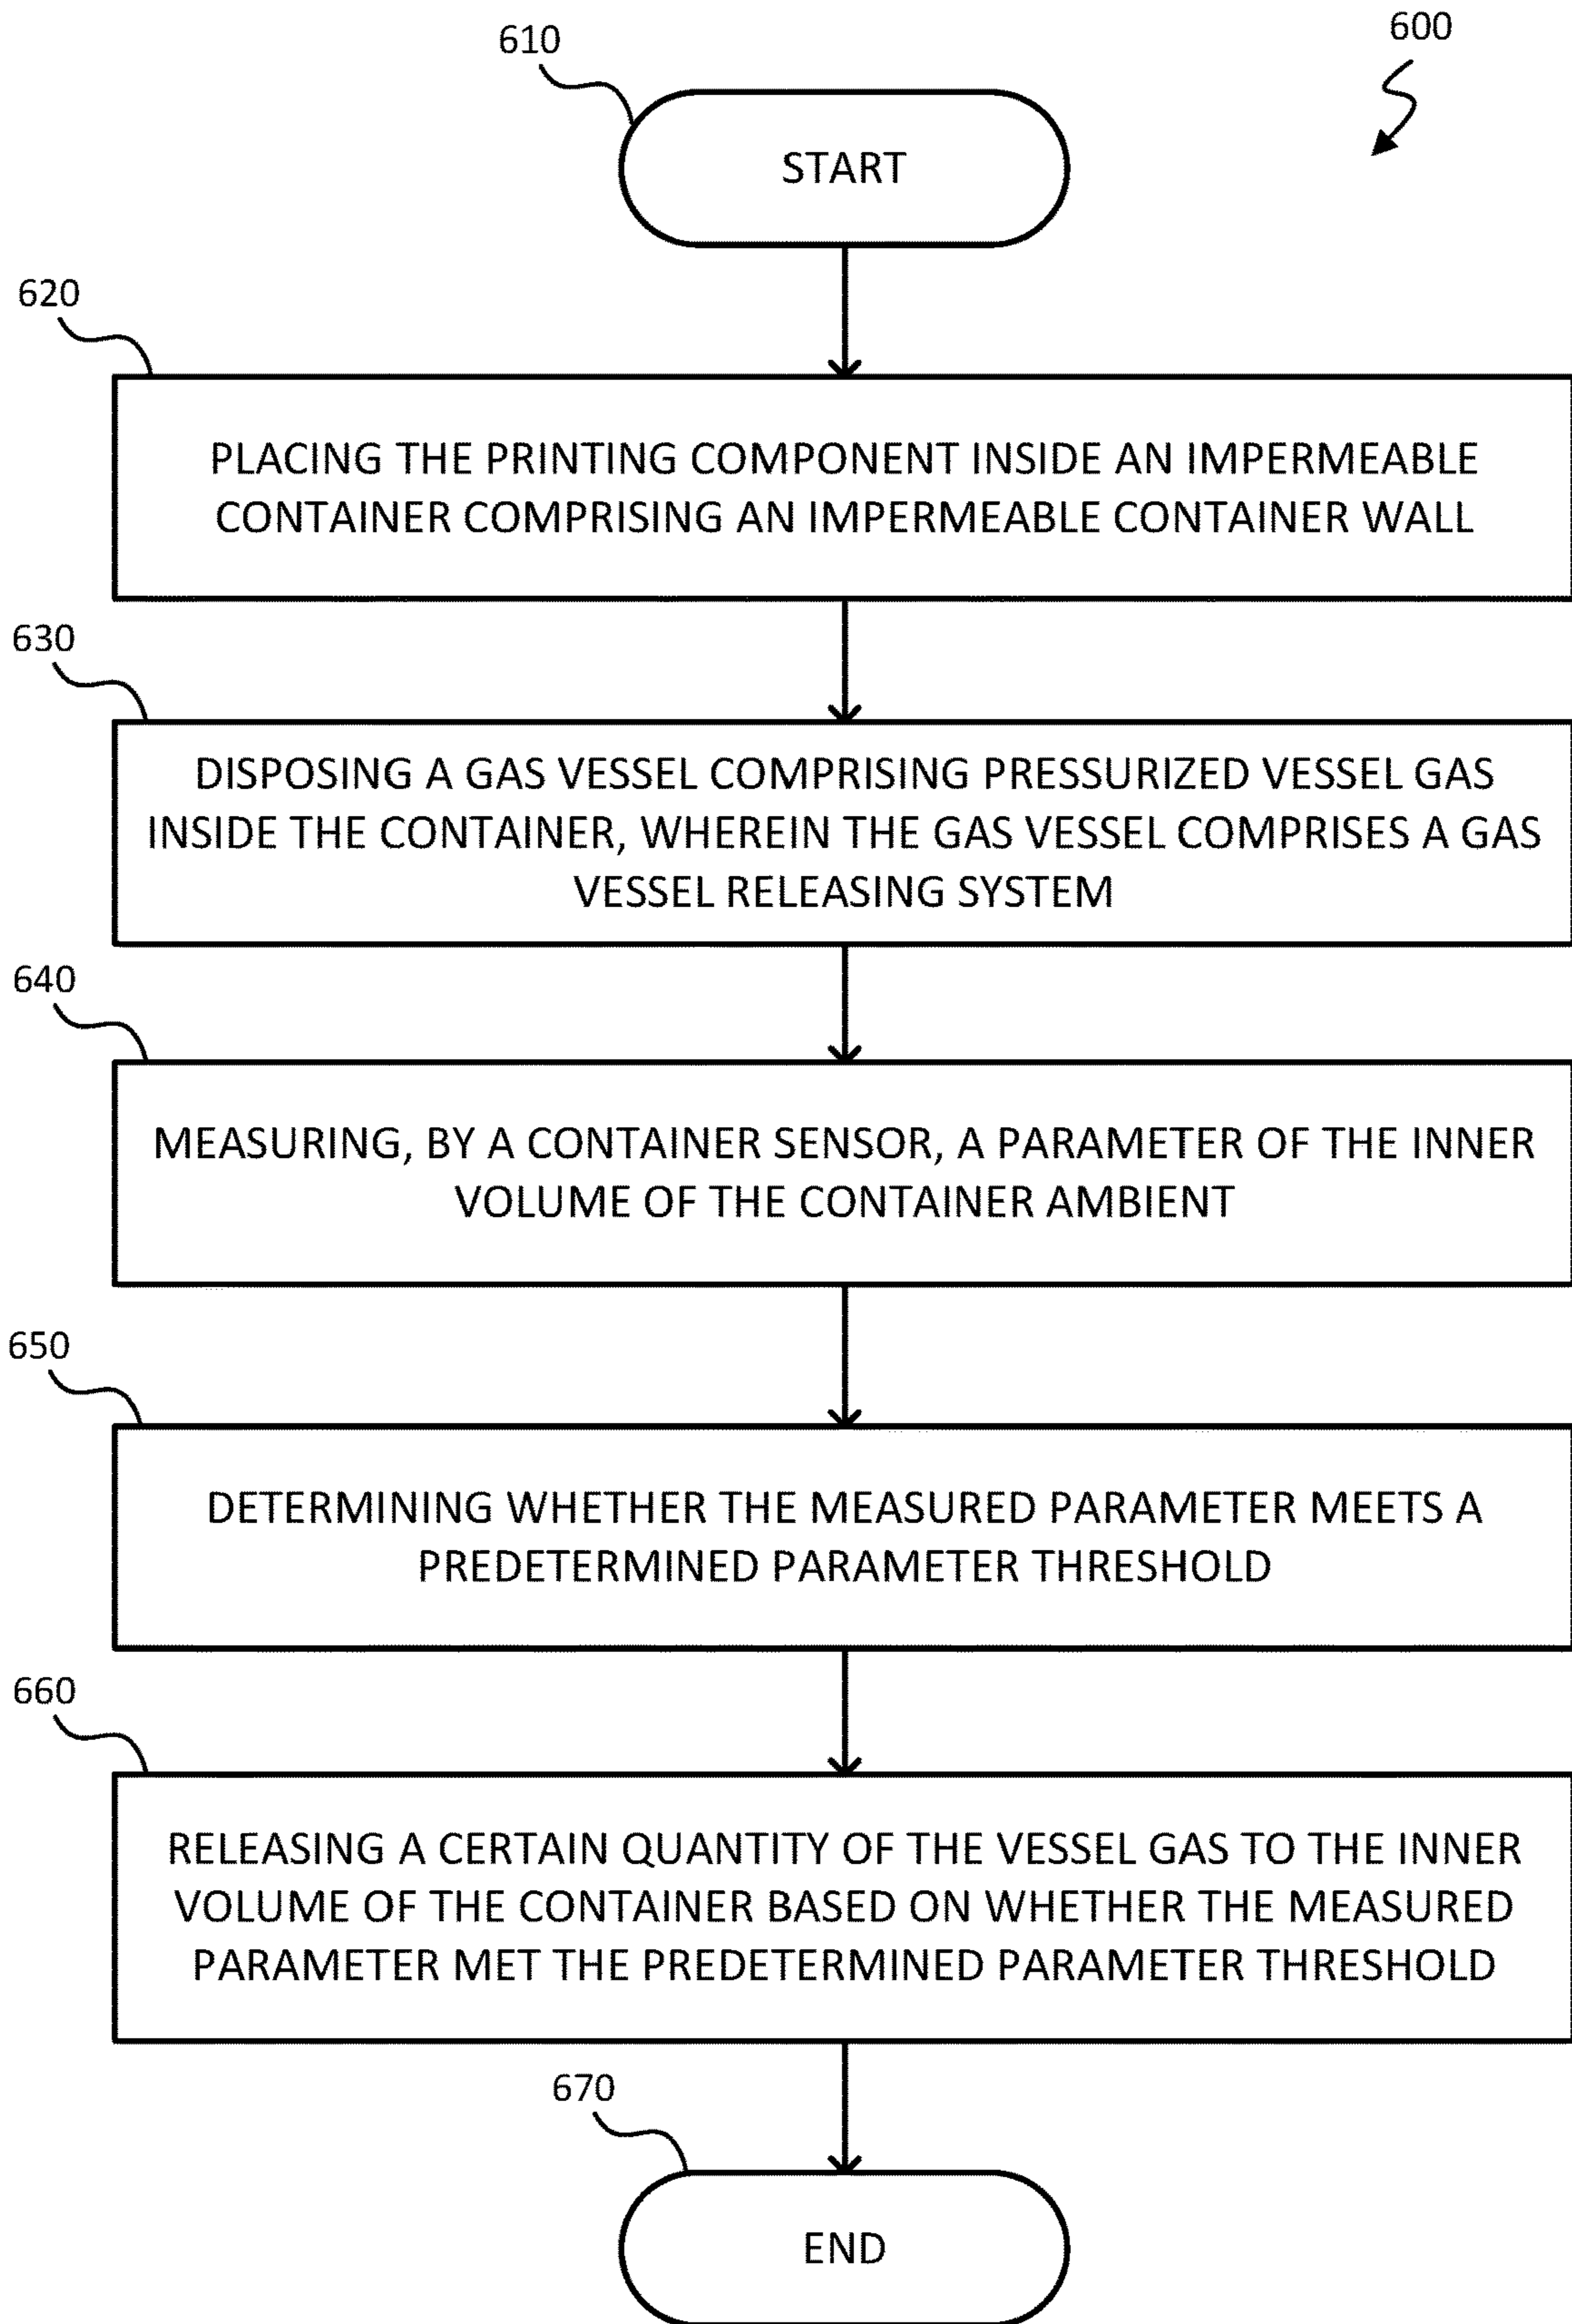 610
600
START
620
PLACING THE PRINTING COMPONENT INSIDE AN IMPERMEABLE
CONTAINER COMPRISING AN IMPERMEABLE CONTAINER WALL
630
DISPOSING A GAS VESSEL COMPRISING PRESSURIZED VESSEL GAS
INSIDE THE CONTAINER, WHEREIN THE GAS VESSEL COMPRISES A GAS
VESSEL RELEASING SYSTEM
640
MEASURING, BY A CONTAINER SENSOR, A PARAMETER OF THE INNER
VOLUME OF THE CONTAINER AMBIENT
650
DETERMINING WHETHER THE MEASURED PARAMETER MEETS A
PREDETERMINED PARAMETER THRESHOLD
660
RELEASING A CERTAIN QUANTITY OF THE VESSEL GAS TO THE INNER
VOLUME OF THE CONTAINER BASED ON WHETHER THE MEASURED
PARAMETER MET THE PREDETERMINED PARAMETER THRESHOLD
670
END